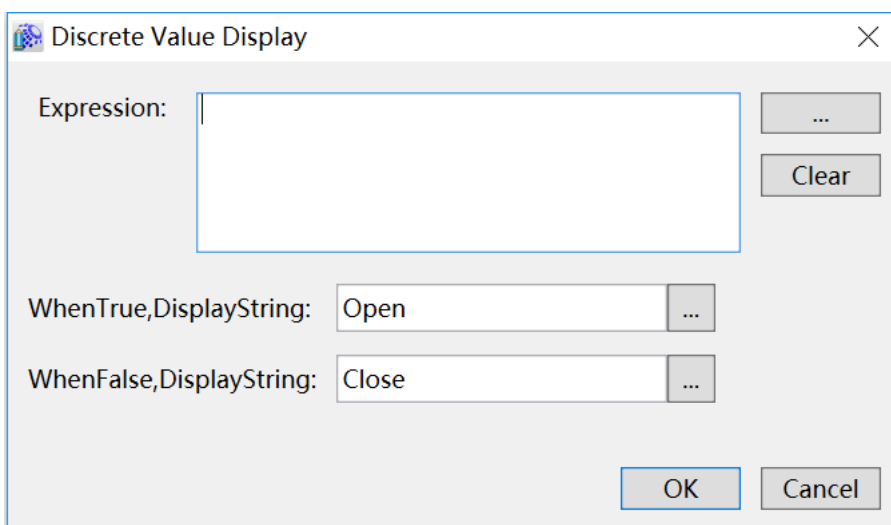 Discrete Value Display
Expression:
...
Clear
WhenTrue,DisplayString: Open ...
WhenFalse,DisplayString: Close ...
OK Cancel